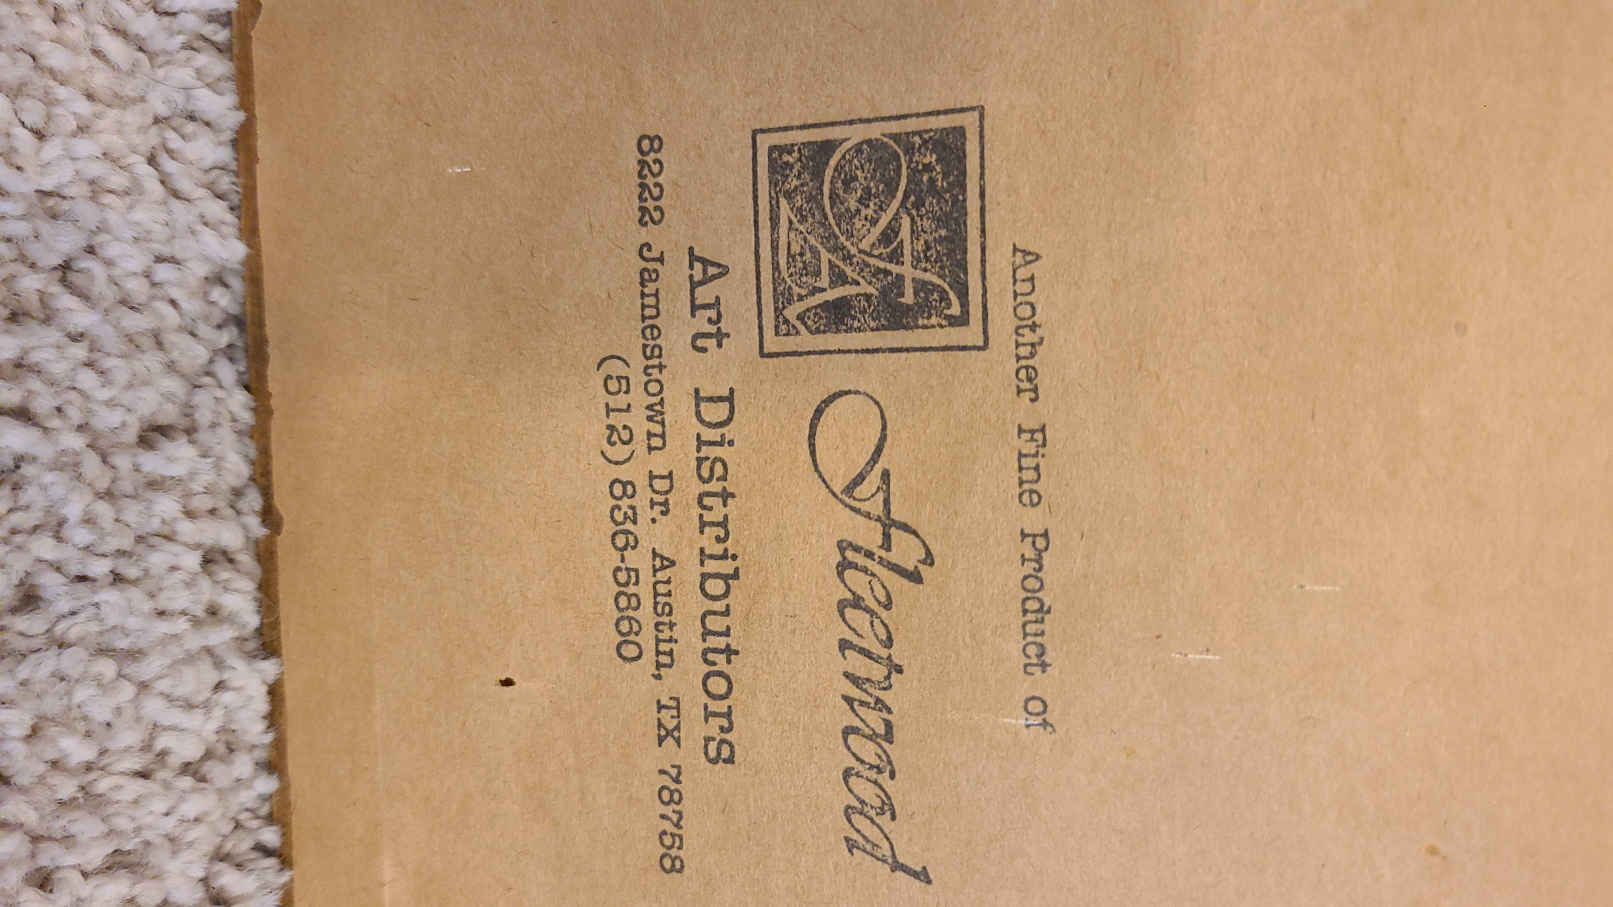 Another Fine Product of
Fleetwood
Art Distributors
8222 Jamestown Dr. Austin, TX 78758
(512) 836-5860